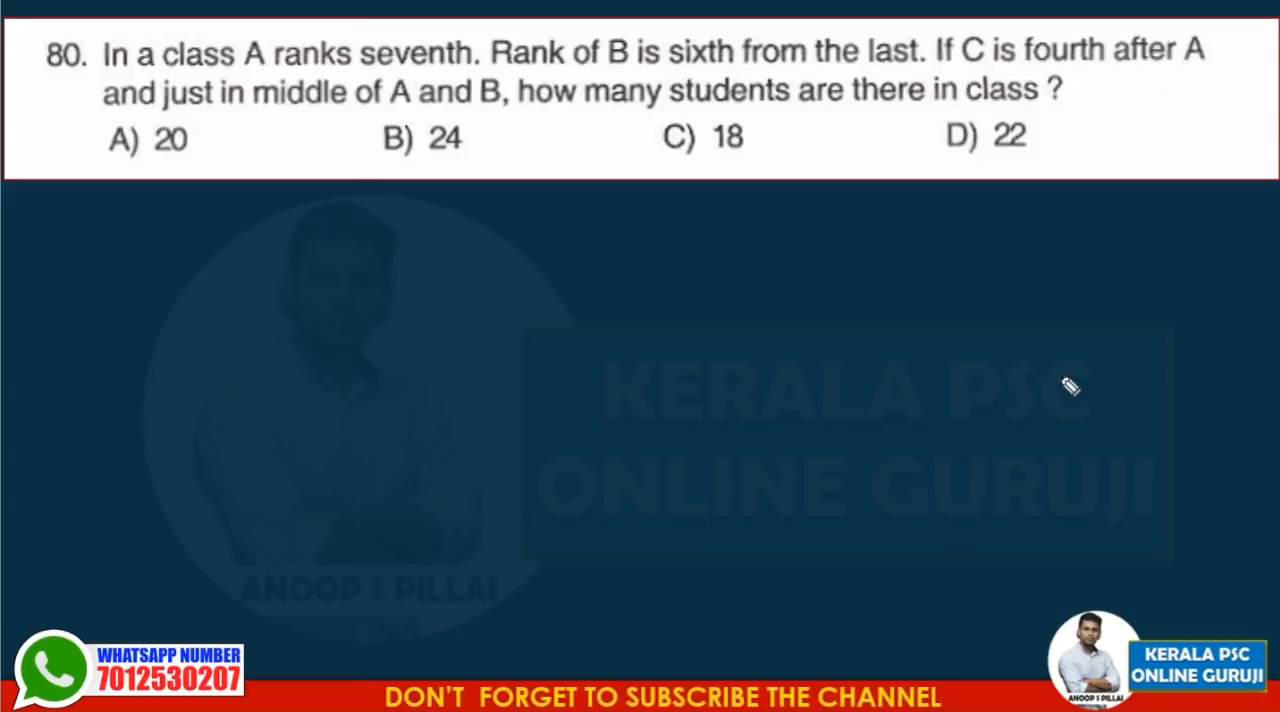 80. In a class A ranks seventh. Rank of B is sixth from the last. If C is fourth after A
and just in middle of A and B, how many students are there in class ?
A) 20 B) 24 C) 18 D) 22
KERALA PSC
ONLINE GURUJI
ANOOP S PILLAI
WHATSAPP NUMBER
7012530207
DON'T FORGET TO SUBSCRIBE THE CHANNEL
ANOOP S PILLAI
KERALA PSC
ONLINE GURUJI